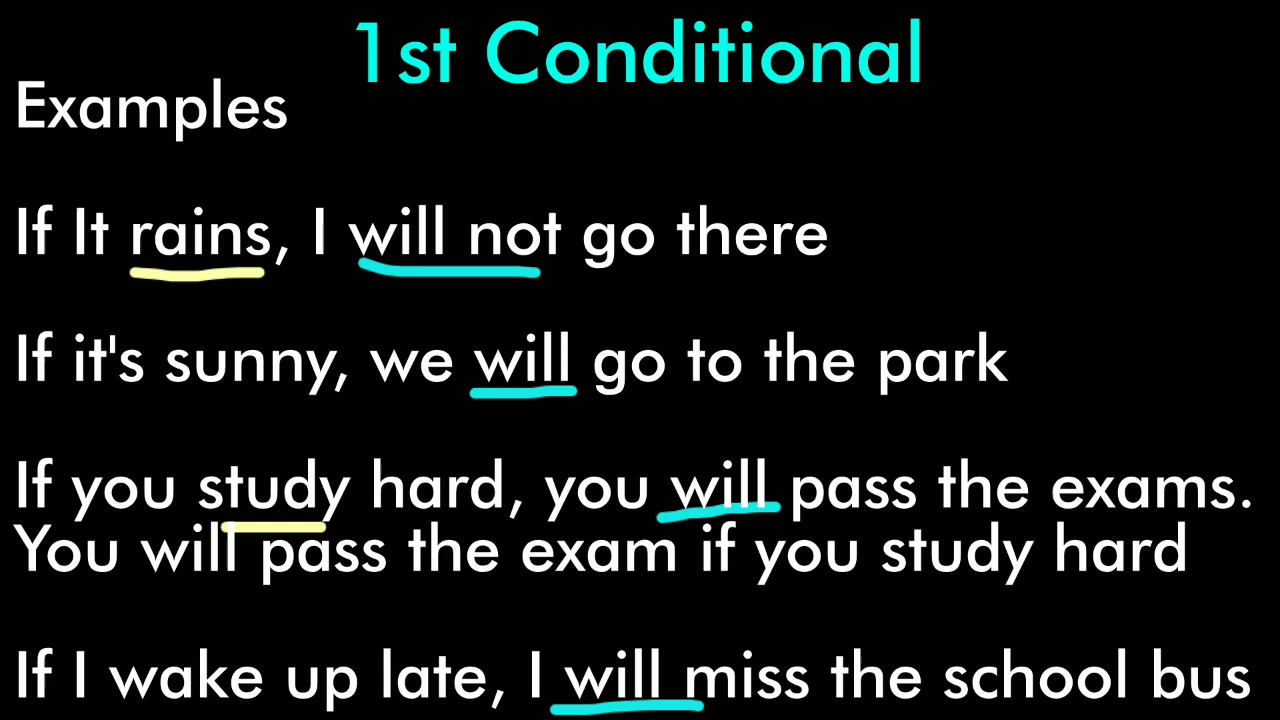 1st Conditional
Examples
If It rains, I will not go there
If it's sunny, we will go to the park
If you study hard, you will pass the exams.
You will pass the exam if you study hard
If I wake up late, I will miss the school bus